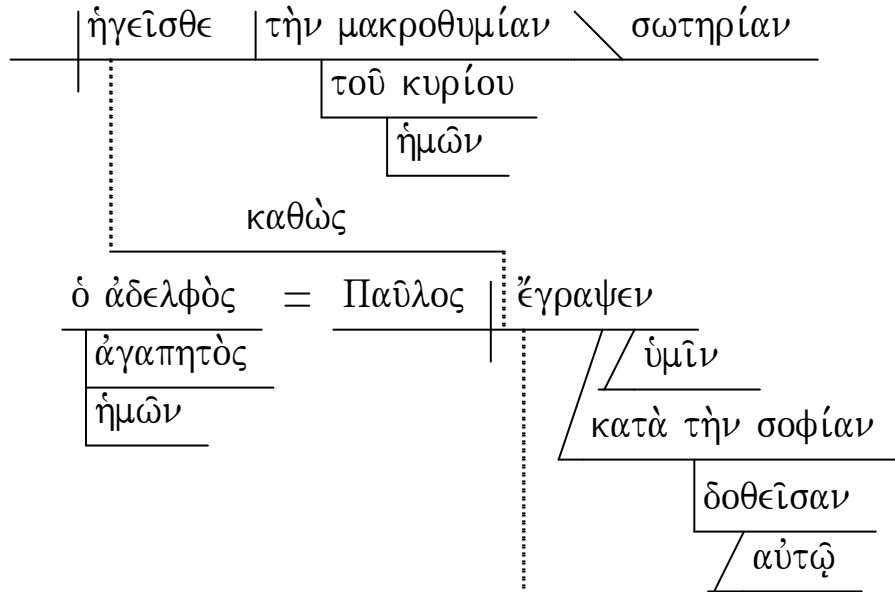 ἡγεῖσθε τὴν μακροθυμίαν σωτηρίαν
τοῦ κυρίου
ἡμῶν
καθὼς
ὁ ἀδελφὸς = Παῦλος ἔγραψεν
ἀγαπητὸς ὑμῖν
ἡμῶν κατὰ τὴν σοφίαν
δοθεῖσαν
αὐτῷ